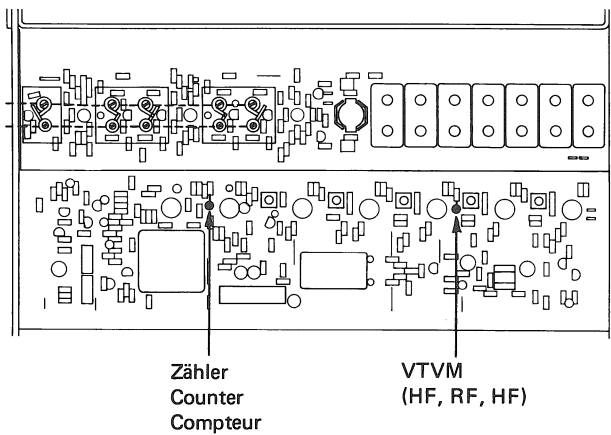 Zähler
Counter
Compteur
VTVM
(HF, RF, HF)